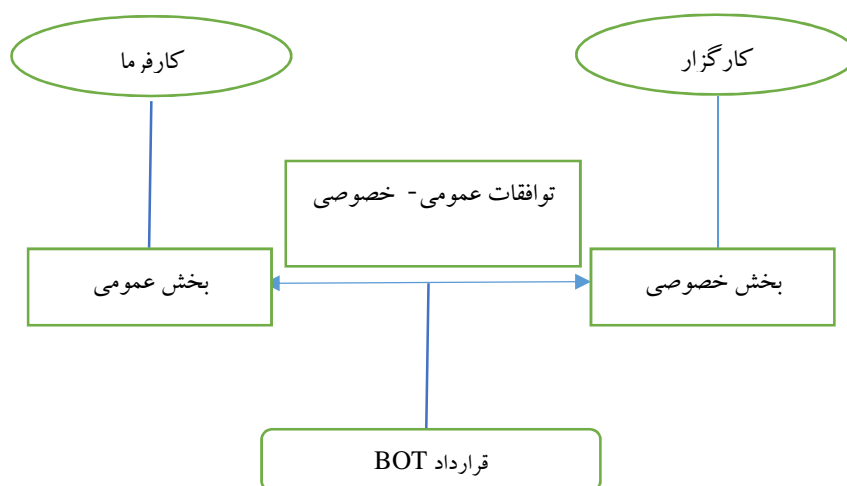 کارگزار
کارفرما
توافقات عمومی- خصوصی
بخش خصوصی
بخش عمومی
قرارداد BOT